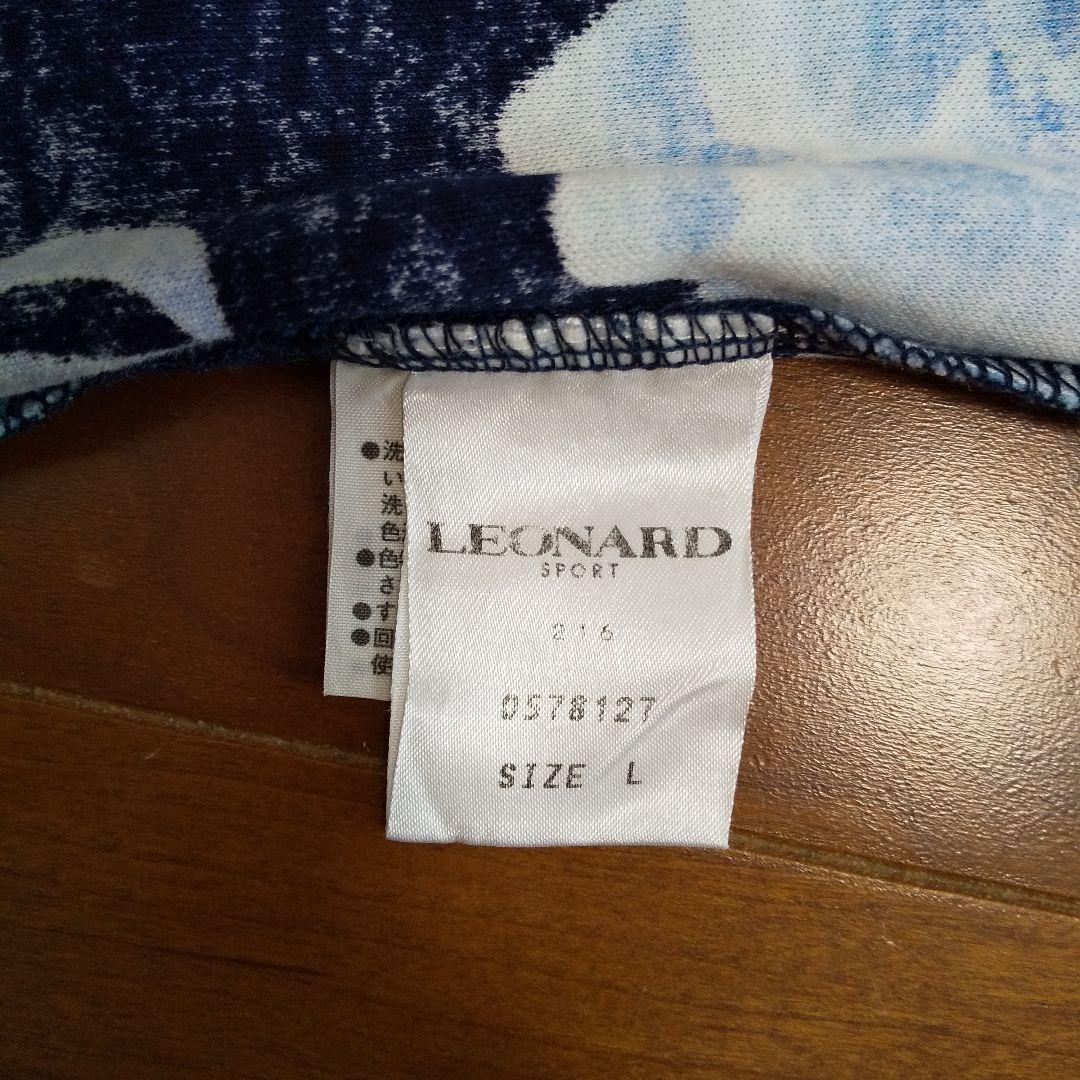 LEONARD
SPORT
216
0578127
SIZE L
●洗
い
洗
色
●色
さ
●す
●回
使